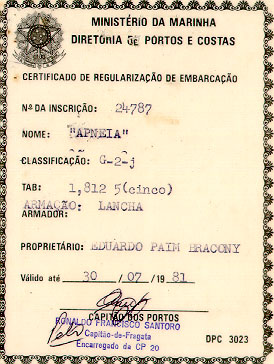 MINISTÉRIO DA MARINHA
DIRETORIA DE PORTOS E COSTAS
CERTIFICADO DE REGULARIZAÇÃO DE EMBARCAÇÃO
Nº DA INSCRIÇÃO: 24787
NOME: "APNEIA"
CLASSIFICAÇÃO: G-2-j
TAB: 1,812 5(cinco)
ARMAÇÃO: LANCHA
ARMADOR:
PROPRIETÁRIO: EDUARDO PAIM BRACONY
Válido até 30 / 07 / 1981
CAPITÃO DOS PORTOS
RONALDO FRANCISCO SANTORO
Capitão-de-Fragata
Encarregado da CP 20
DPC 3023